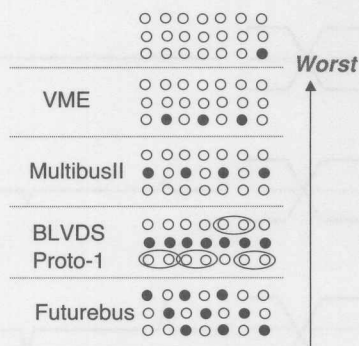 Worst
VME
MultibusII
BLVDS
Proto-1
Futurebus